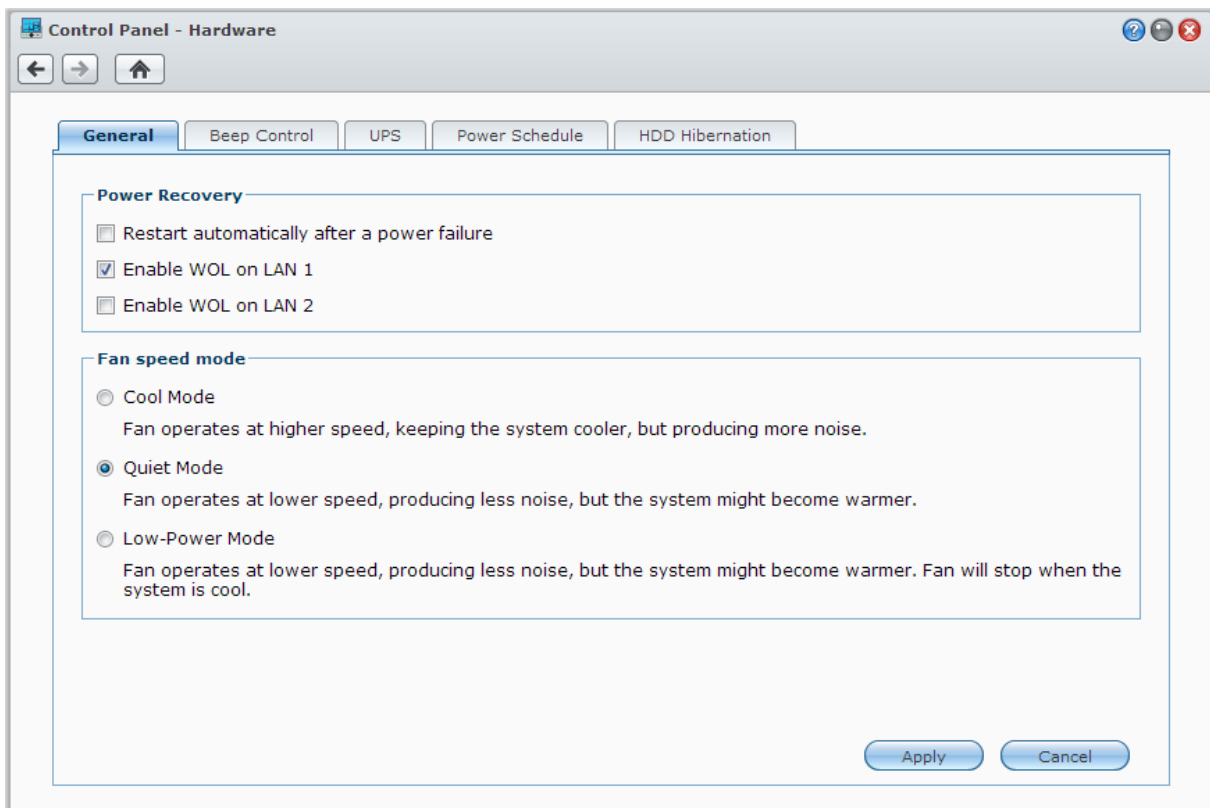 Control Panel - Hardware
General Beep Control UPS Power Schedule HDD Hibernation
Power Recovery
Restart automatically after a power failure
Enable WOL on LAN 1
Enable WOL on LAN 2
Fan speed mode
Cool Mode
Fan operates at higher speed, keeping the system cooler, but producing more noise.
Quiet Mode
Fan operates at lower speed, producing less noise, but the system might become warmer.
Low-Power Mode
Fan operates at lower speed, producing less noise, but the system might become warmer. Fan will stop when the
system is cool.
Apply Cancel